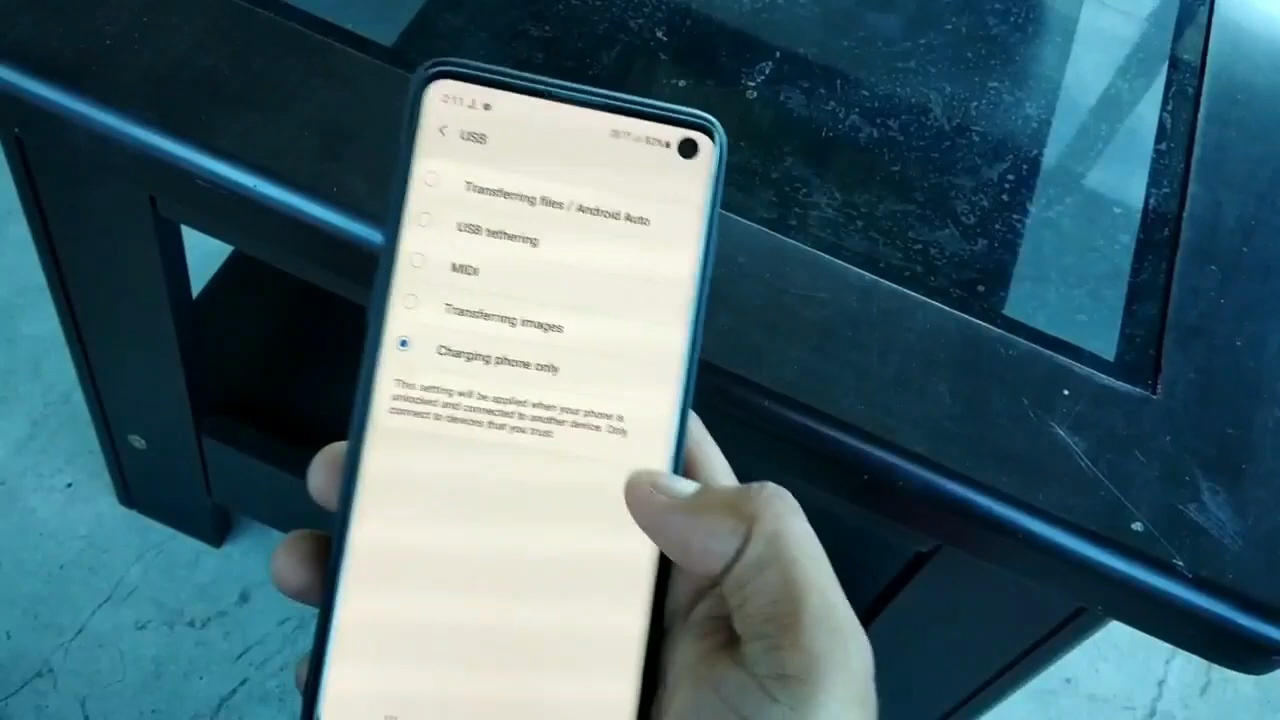 USB
Transferring files / Android Auto
USB tethering
MIDI
Transferring images
Charging phone only
This setting will be applied when your phone is
unlocked and connected to another device. Only
connect to devices that you trust.